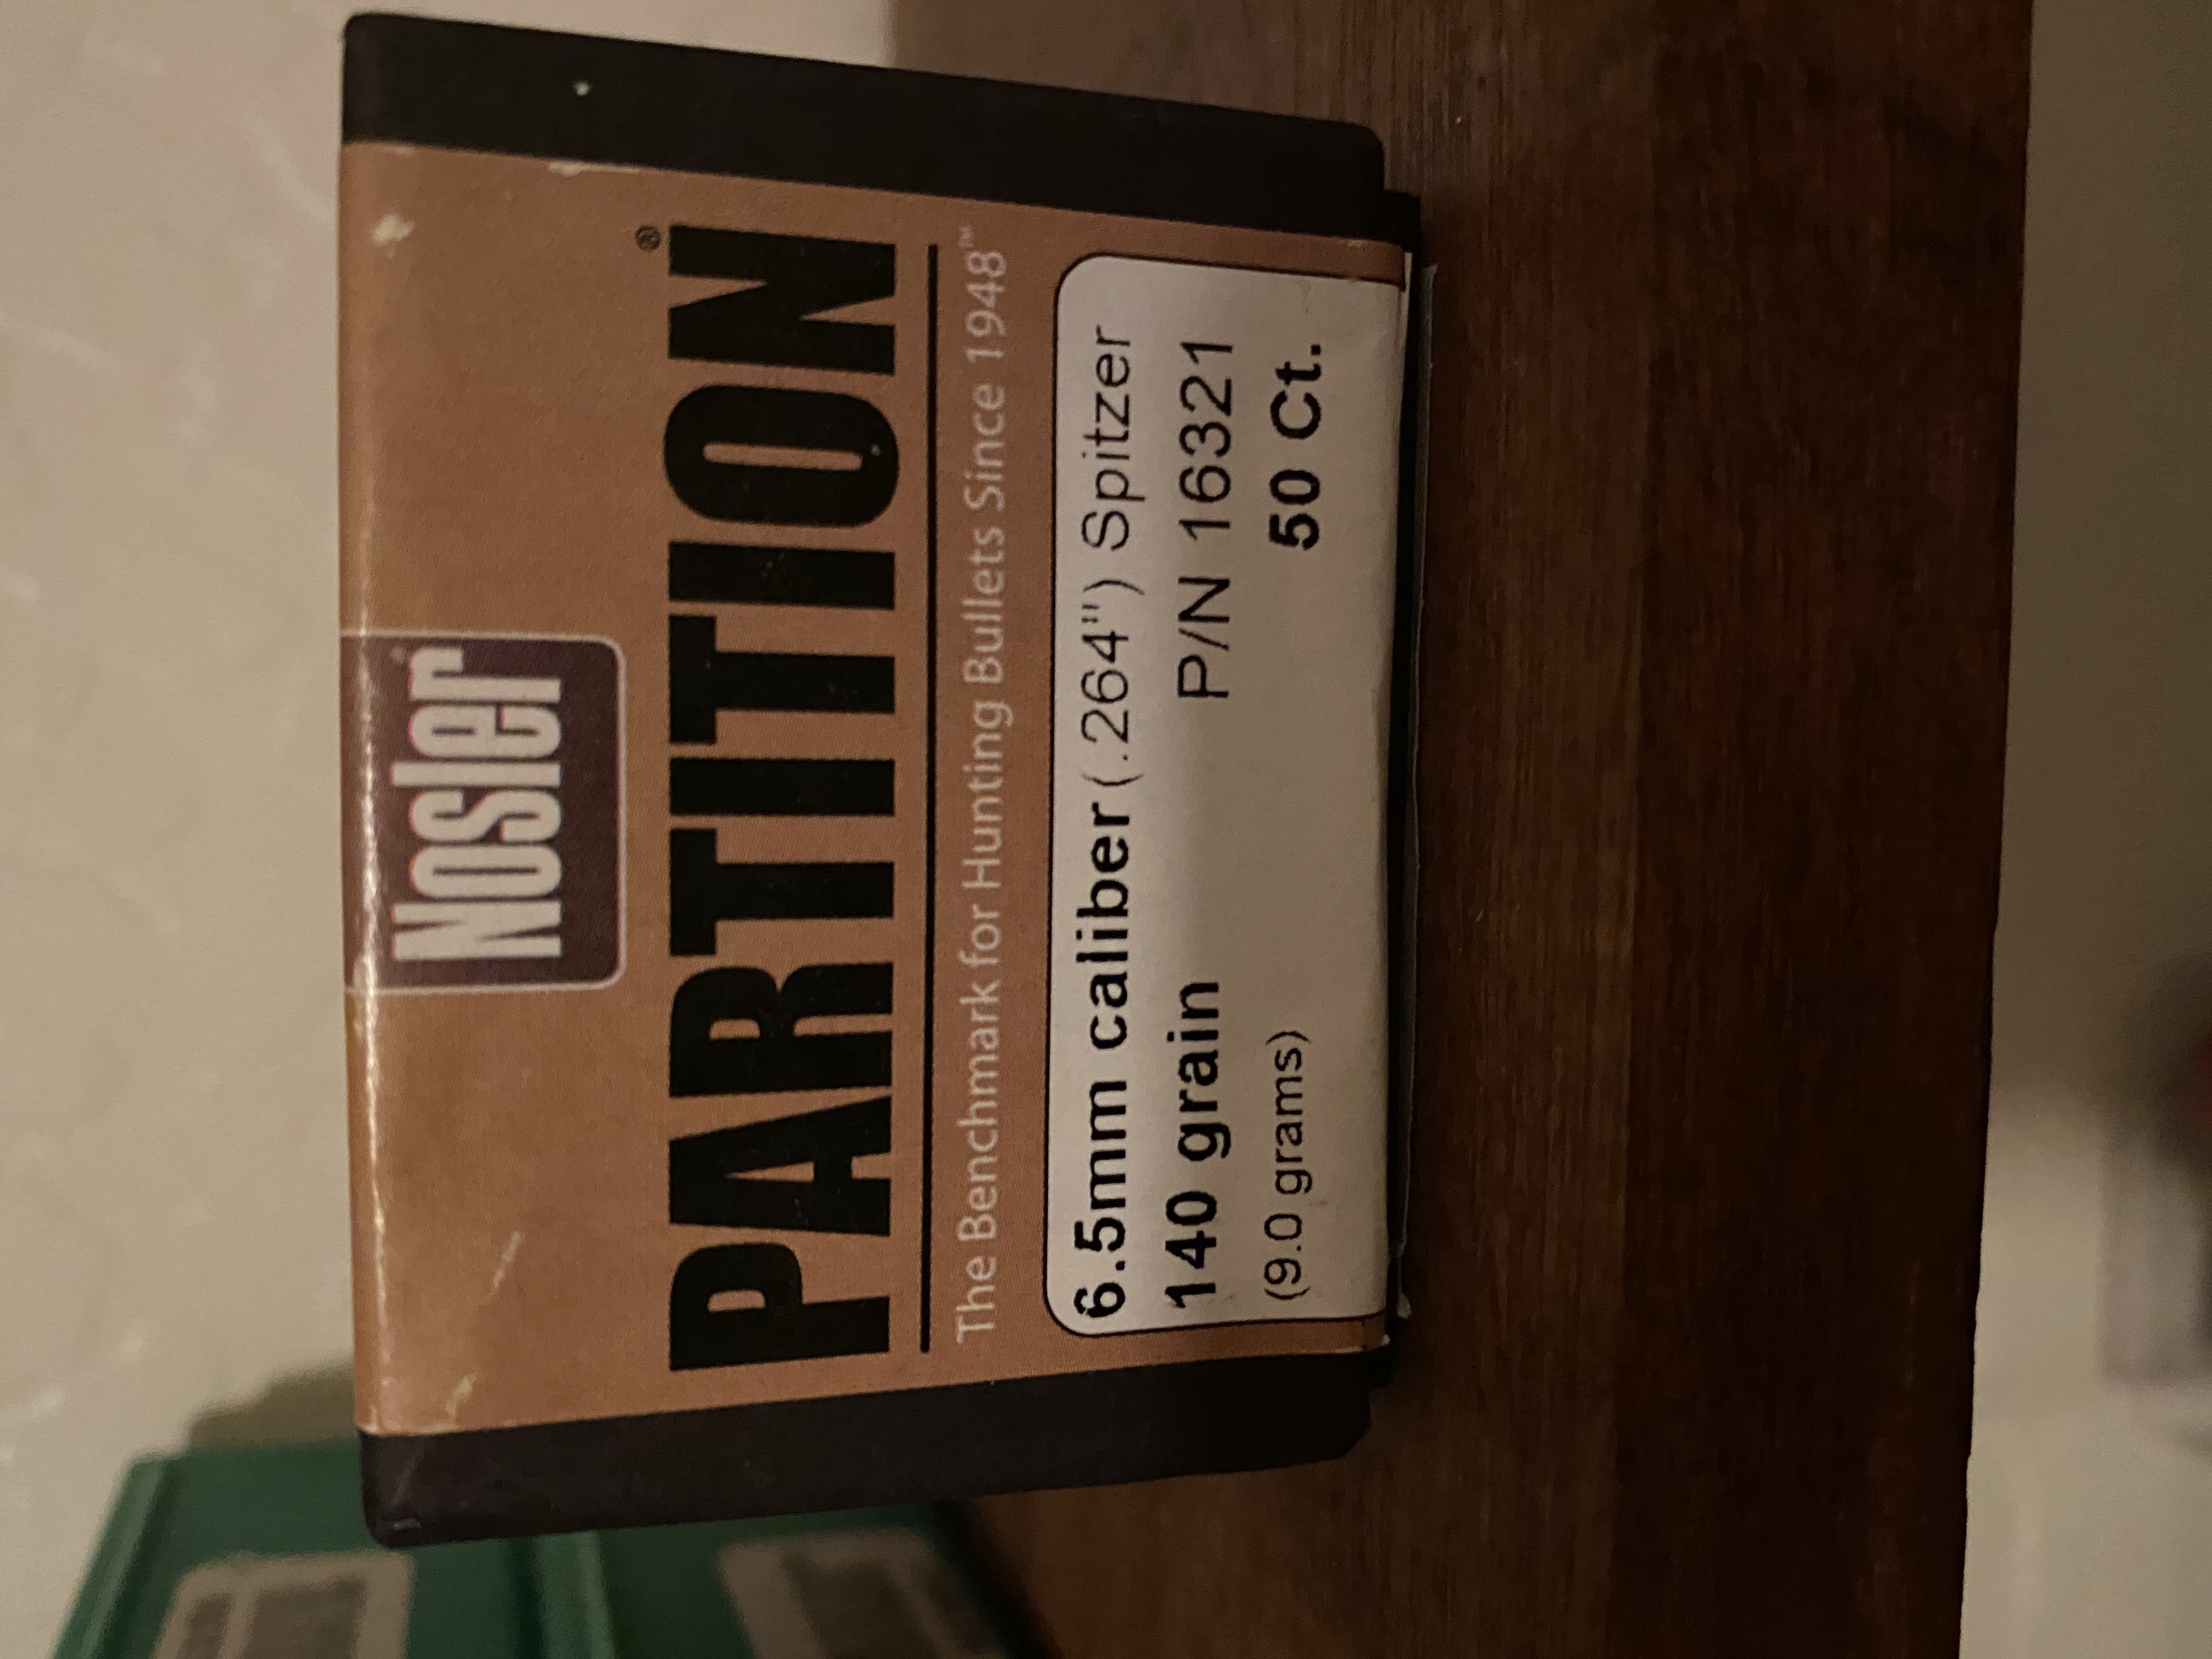 Nosler
PARTITION®
The Benchmark for Hunting Bullets Since 1948™
6.5mm caliber (.264") Spitzer
140 grain P/N 16321
(9.0 grams) 50 Ct.